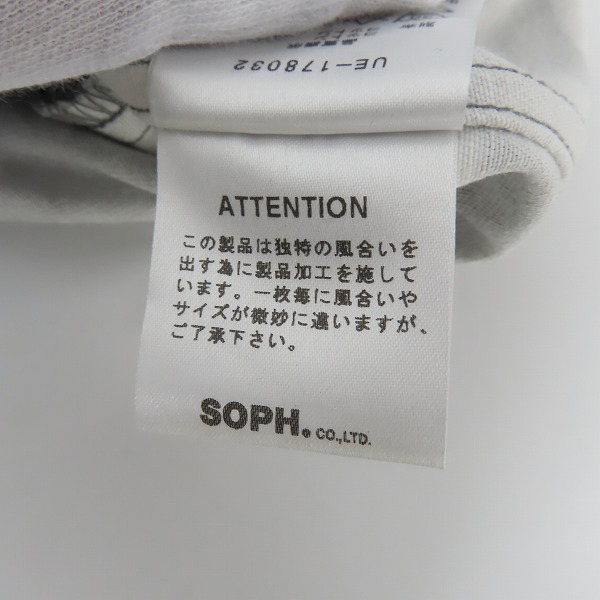 UE-178032
ATTENTION
この製品は独特の風合いを
出す為に製品加工を施して
います。一枚毎に風合いや
サイズが微妙に違いますが、
ご了承下さい。
SOPH. CO.,LTD.